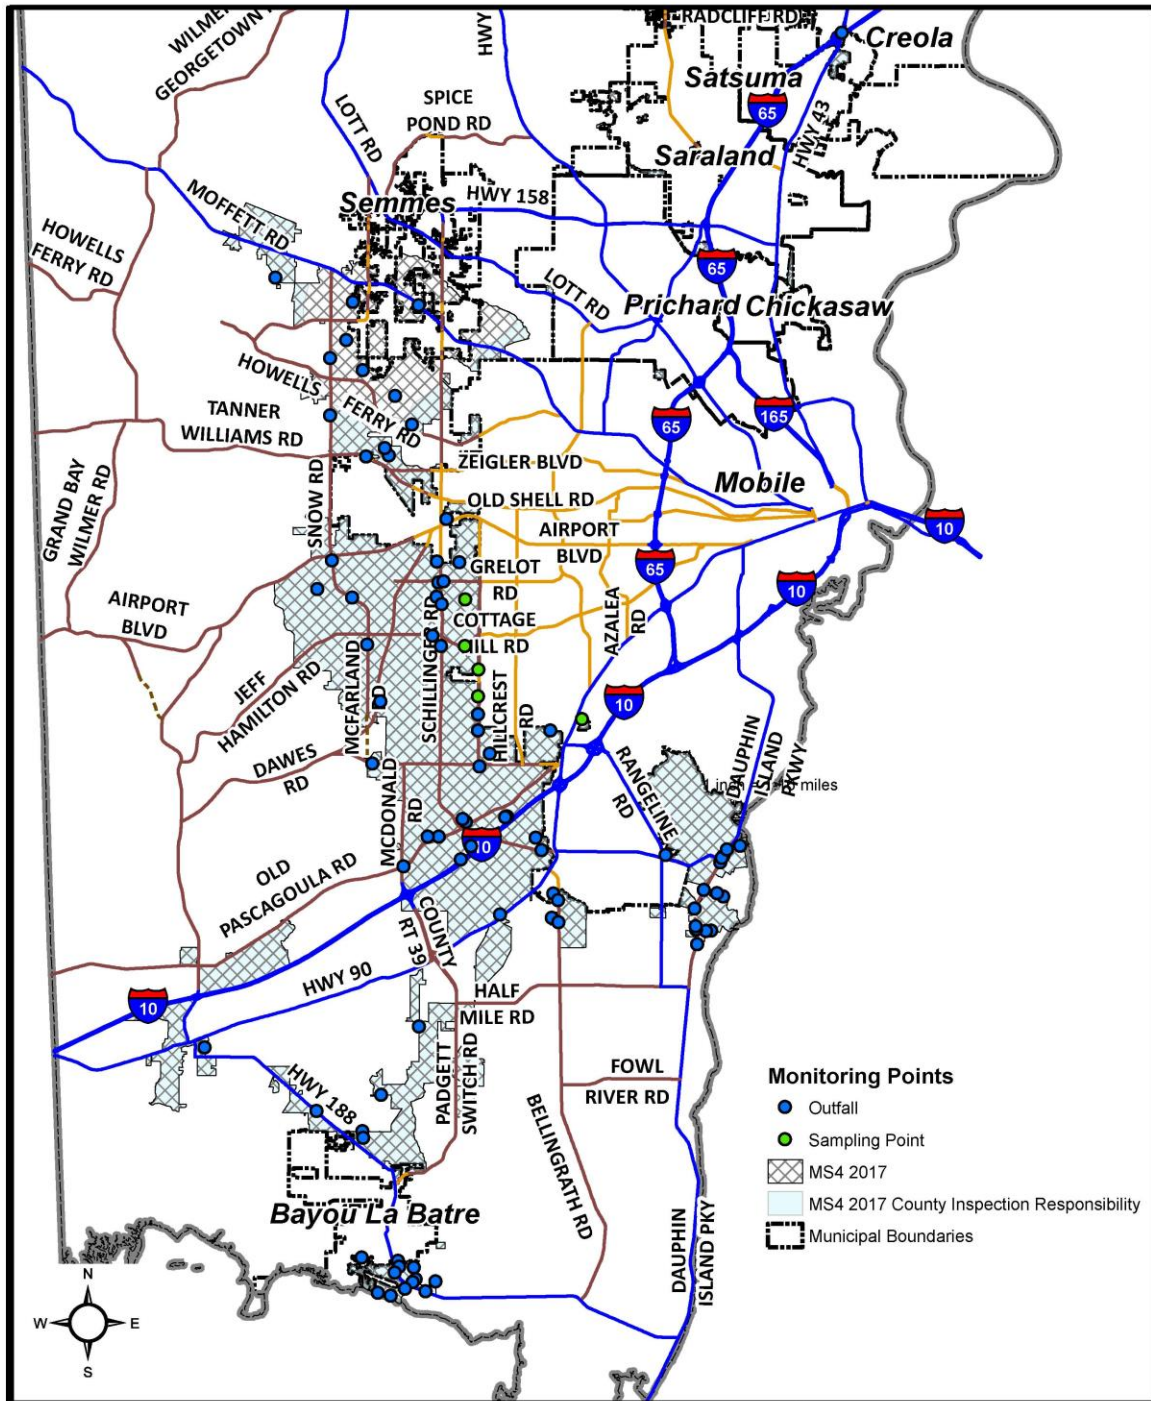 RADCLIFF RD
WILMER
GEORGETOWN
HWY
Creola
Satsuma
65
HWY 43
SPICE
POND RD
LOTT RD
Saraland
Semmes
HWY 158
MOFFETT RD
HOWELLS
FERRY RD
65
LOTT RD
Prichard
Chickasaw
HOWELLS
FERRY RD
TANNER
WILLIAMS RD
65
165
ZEIGLER BLVD
Mobile
OLD SHELL RD
GRAND BAY
WILMER RD
SNOW RD
AIRPORT
BLVD
10
65
GRELOT
RD
10
AIRPORT
BLVD
COTTAGE
HILL RD
AZALEA
RD
JEFF
HAMILTON RD
MCFARLAND
RD
SCHILLINGER RD
HILLCREST
RD
10
DAWES
RD
MCDONALD
RD
RANGELINE
RD
DAUPHIN
ISLAND
PKWY
miles
10
OLD
PASCAGOULA RD
COUNTY
RT 39
HWY 90
HALF
MILE RD
10
PADGETT
SWITCH RD
FOWL
RIVER RD
HWY 188
BELLINGRATH RD
Monitoring Points
Outfall
Sampling Point
MS4 2017
MS4 2017 County Inspection Responsibility
Municipal Boundaries
Bayou La Batre
DAUPHIN
ISLAND PKY
N
W
E
S